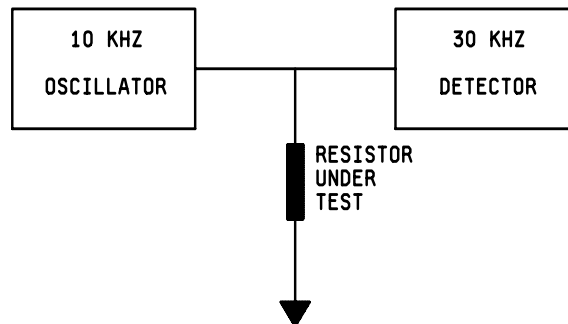 10 KHZ
OSCILLATOR
30 KHZ
DETECTOR
RESISTOR
UNDER
TEST